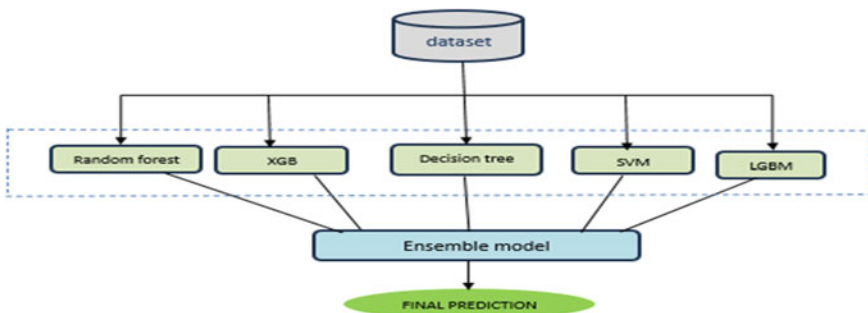 dataset
Random forest
XGB
Decision tree
SVM
LGBM
Ensemble model
FINAL PREDICTION